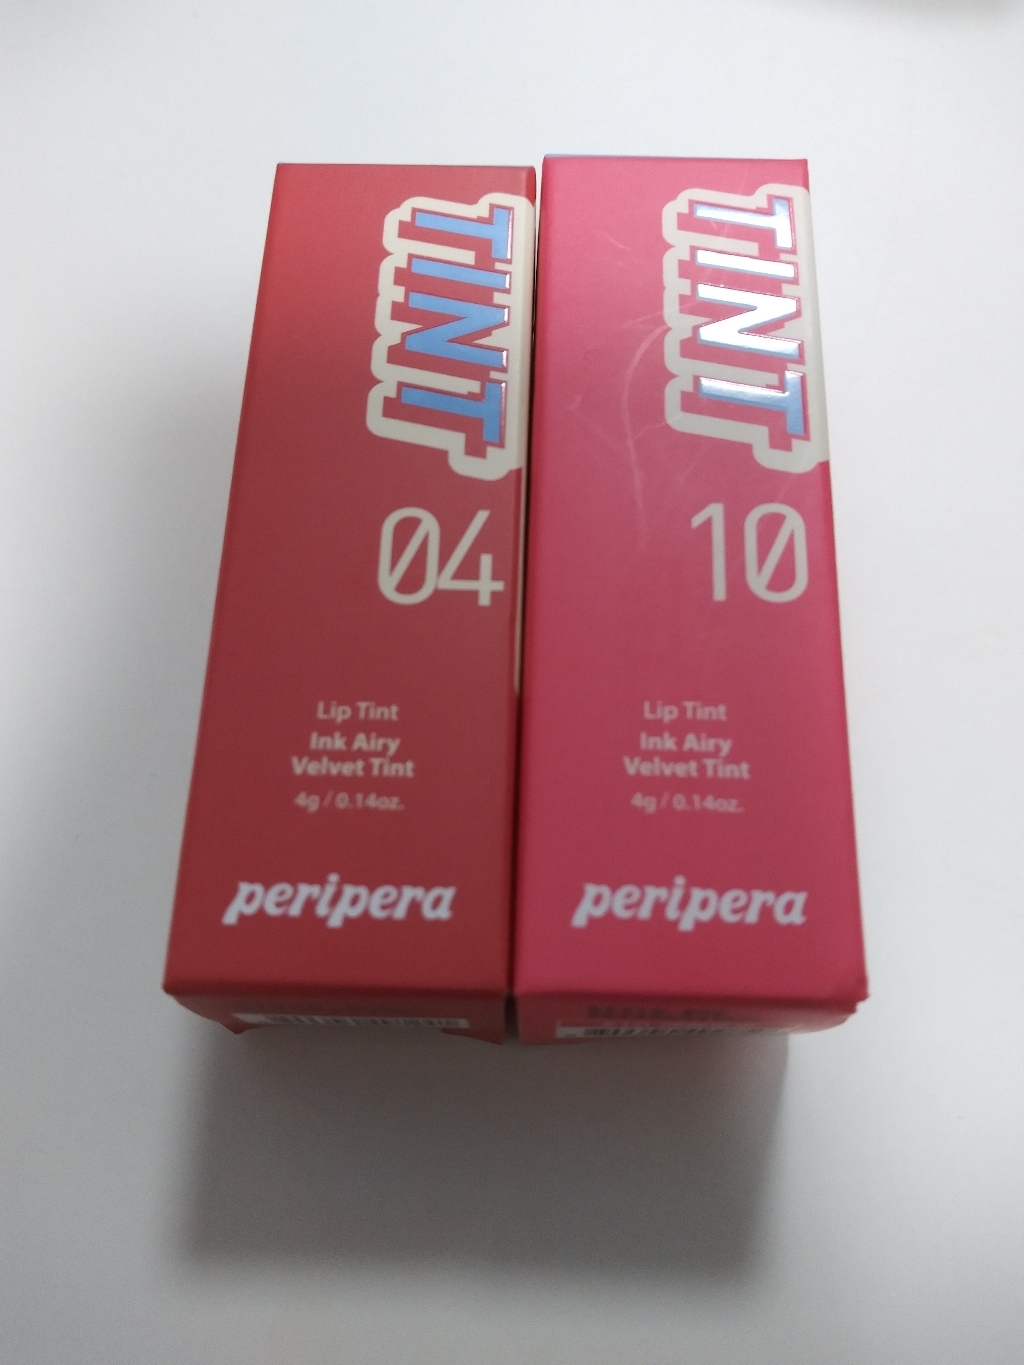 TINT
04
Lip Tint
Ink Airy
Velvet Tint
4g / 0.14oz.
peripera
TINT
10
Lip Tint
Ink Airy
Velvet Tint
4g / 0.14oz.
peripera